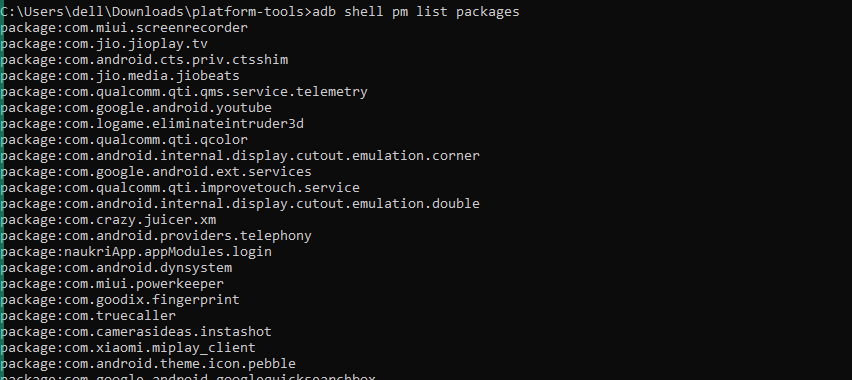 C:\Users\dell\Downloads\platform-tools>adb shell pm list packages
package:com.miui.screenrecorder
package:com.jio.jioplay.tv
package:com.android.cts.priv.ctsshim
package:com.jio.media.jiobeats
package:com.qualcomm.qti.qms.service.telemetry
package:com.google.android.youtube
package:com.logame.eliminateintruder3d
package:com.qualcomm.qti.qcolor
package:com.android.internal.display.cutout.emulation.corner
package:com.google.android.ext.services
package:com.qualcomm.qti.improvetouch.service
package:com.android.internal.display.cutout.emulation.double
package:com.crazy.juicer.xm
package:com.android.providers.telephony
package:naukriApp.appModules.login
package:com.android.dynsystem
package:com.miui.powerkeeper
package:com.goodix.fingerprint
package:com.truecaller
package:com.camerasideas.instashot
package:com.xiaomi.miplay_client
package:com.android.theme.icon.pebble
package:com.google.android.googlequicksearchbox